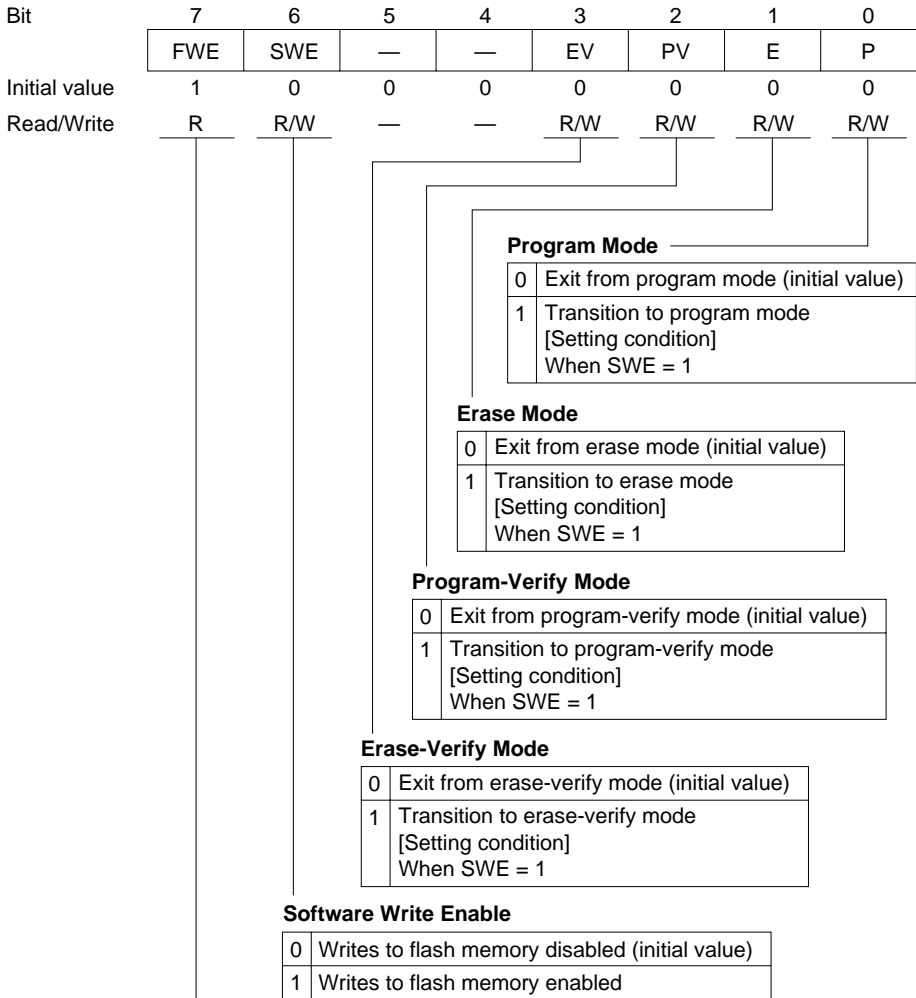 Bit 7 6 5 4 3 2 1 0
FWE SWE — — EV PV E P
Initial value 1 0 0 0 0 0 0 0
Read/Write R R/W — — R/W R/W R/W R/W
Program Mode
0 Exit from program mode (initial value)
1 Transition to program mode
[Setting condition]
When SWE = 1
Erase Mode
0 Exit from erase mode (initial value)
1 Transition to erase mode
[Setting condition]
When SWE = 1
Program-Verify Mode
0 Exit from program-verify mode (initial value)
1 Transition to program-verify mode
[Setting condition]
When SWE = 1
Erase-Verify Mode
0 Exit from erase-verify mode (initial value)
1 Transition to erase-verify mode
[Setting condition]
When SWE = 1
Software Write Enable
0 Writes to flash memory disabled (initial value)
1 Writes to flash memory enabled